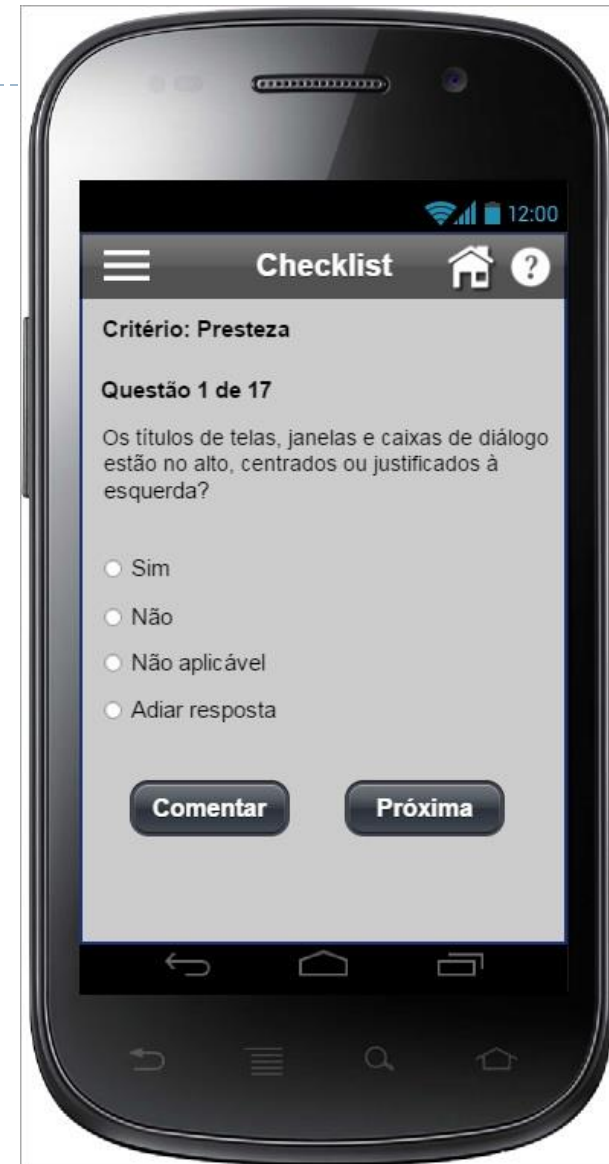 12:00
Checklist
?
Critério: Presteza
Questão 1 de 17
Os títulos de telas, janelas e caixas de diálogo
estão no alto, centrados ou justificados à
esquerda?
Sim
Não
Não aplicável
Adiar resposta
Comentar Próxima